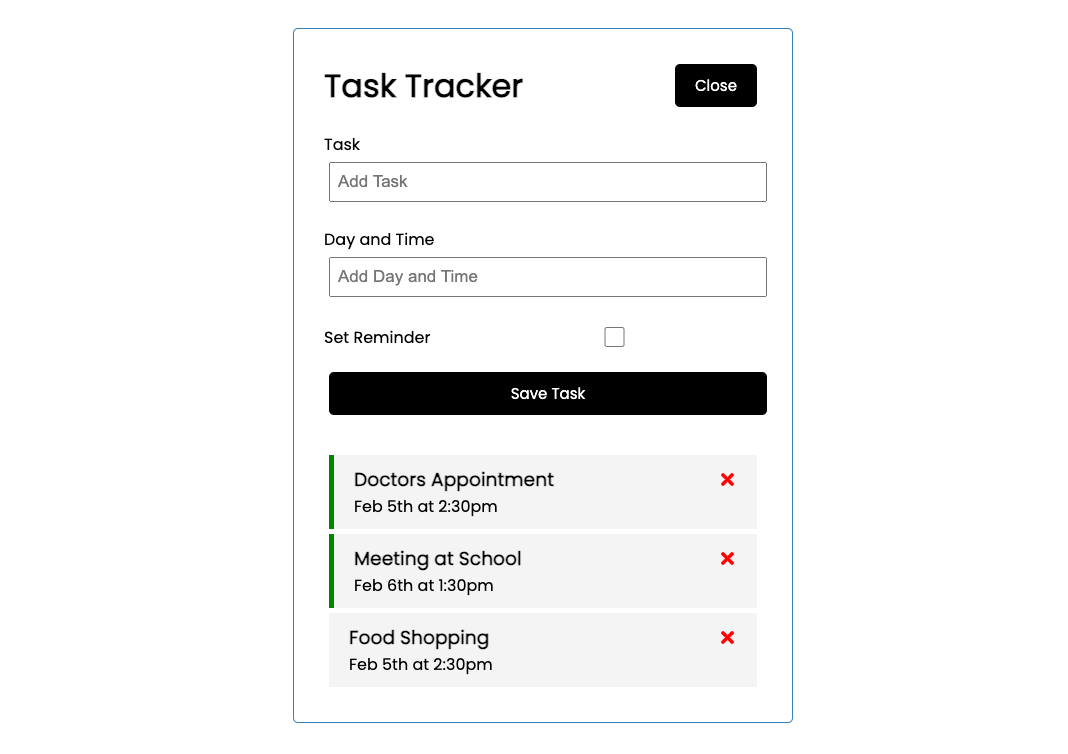 Task Tracker
Close
Task
Add Task
Day and Time
Add Day and Time
Set Reminder
Save Task
Doctors Appointment
Feb 5th at 2:30pm
Meeting at School
Feb 6th at 1:30pm
Food Shopping
Feb 5th at 2:30pm